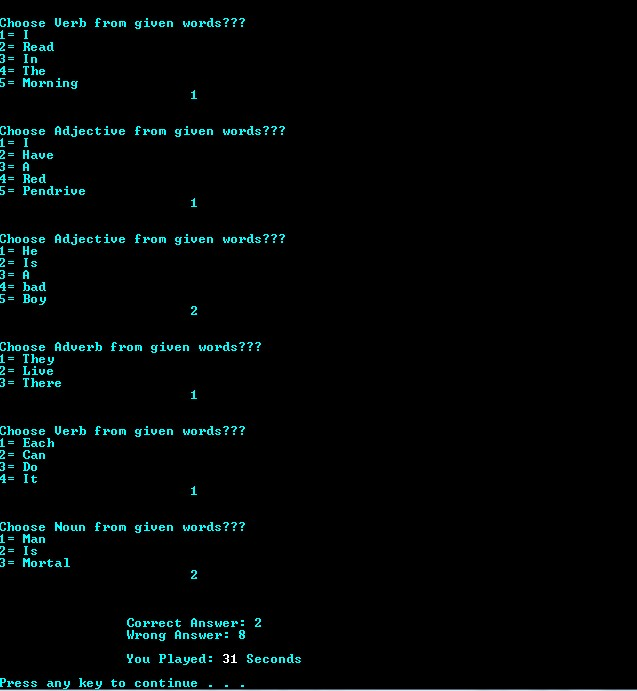 Choose Verb from given words???
1= I
2= Read
3= In
4= The
5= Morning
1
Choose Adjective from given words???
1= I
2= Have
3= A
4= Red
5= Pendrive
1
Choose Adjective from given words???
1= He
2= Is
3= A
4= bad
5= Boy
2
Choose Adverb from given words???
1= They
2= Live
3= There
1
Choose Verb from given words???
1= Each
2= Can
3= Do
4= It
1
Choose Noun from given words???
1= Man
2= Is
3= Mortal
2
Correct Answer: 2
Wrong Answer: 8
You Played: 31 Seconds
Press any key to continue . . .